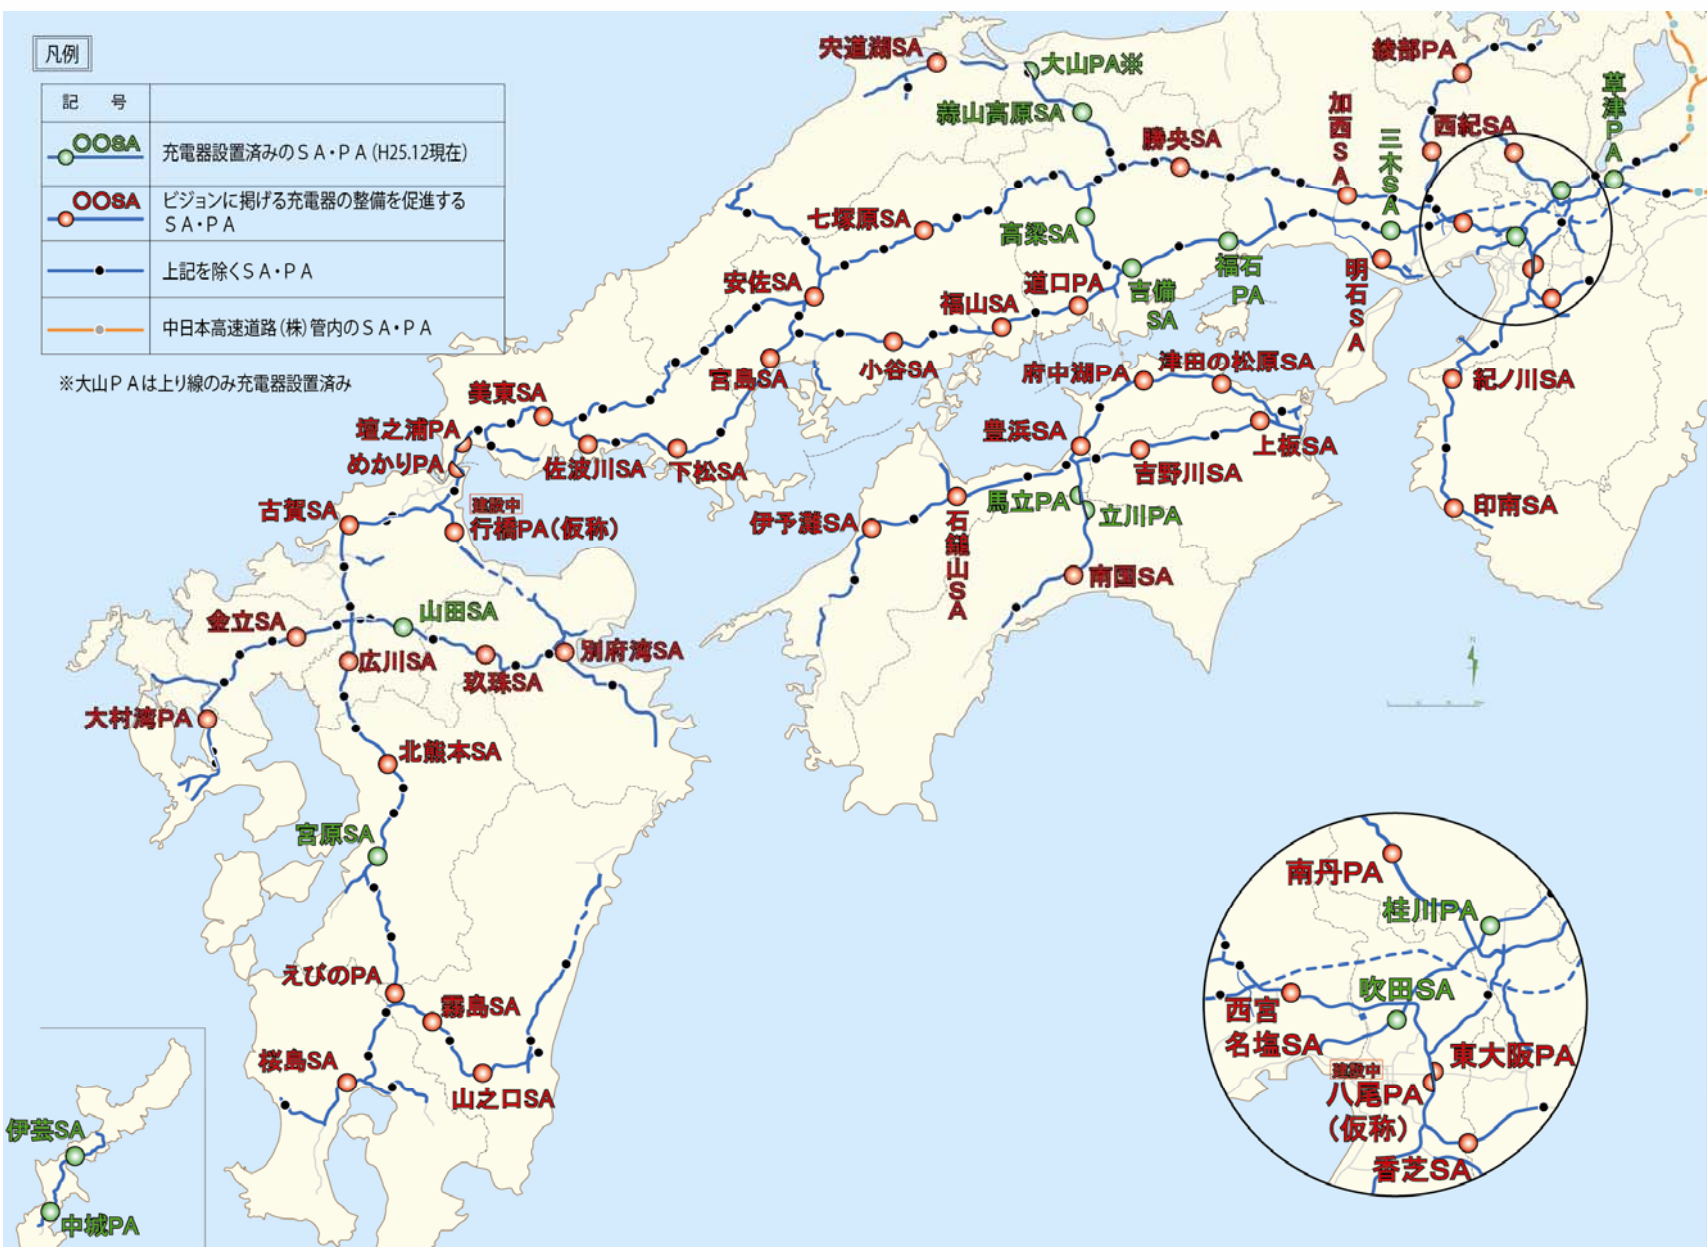 凡例
記 号
〇〇SA
充電器設置済みのSA・PA(H25.12現在)
〇〇SA
ビジョンに掲げる充電器の整備を促進する
SA・PA
上記を除くSA・PA
中日本高速道路(株)管内のSA・PA
※大山PAは上り線のみ充電器設置済み
宍道湖SA
大山PA※
蒜山高原SA
勝央SA
加西SA
三木SA
綾部PA
西紀SA
草津PA
七塚原SA
高梁SA
安佐SA
福山SA
道口PA
吉備
SA
福石
PA
明石SA
宮島SA
小谷SA
府中湖PA
津田の松原SA
紀ノ川SA
美東SA
壇之浦PA
めかりPA
佐波川SA
下松SA
豊浜SA
吉野川SA
上板SA
古賀SA
建設中
行橋PA(仮称)
伊予灘SA
石鎚山SA
馬立PA
立川PA
印南SA
南国SA
金立SA
山田SA
広川SA
玖珠SA
別府湾SA
大村湾PA
北熊本SA
宮原SA
えびのPA
霧島SA
桜島SA
山之口SA
伊芸SA
中城PA
N
南丹PA
桂川PA
吹田SA
西宮
名塩SA
東大阪PA
建設中
八尾PA
(仮称)
香芝SA